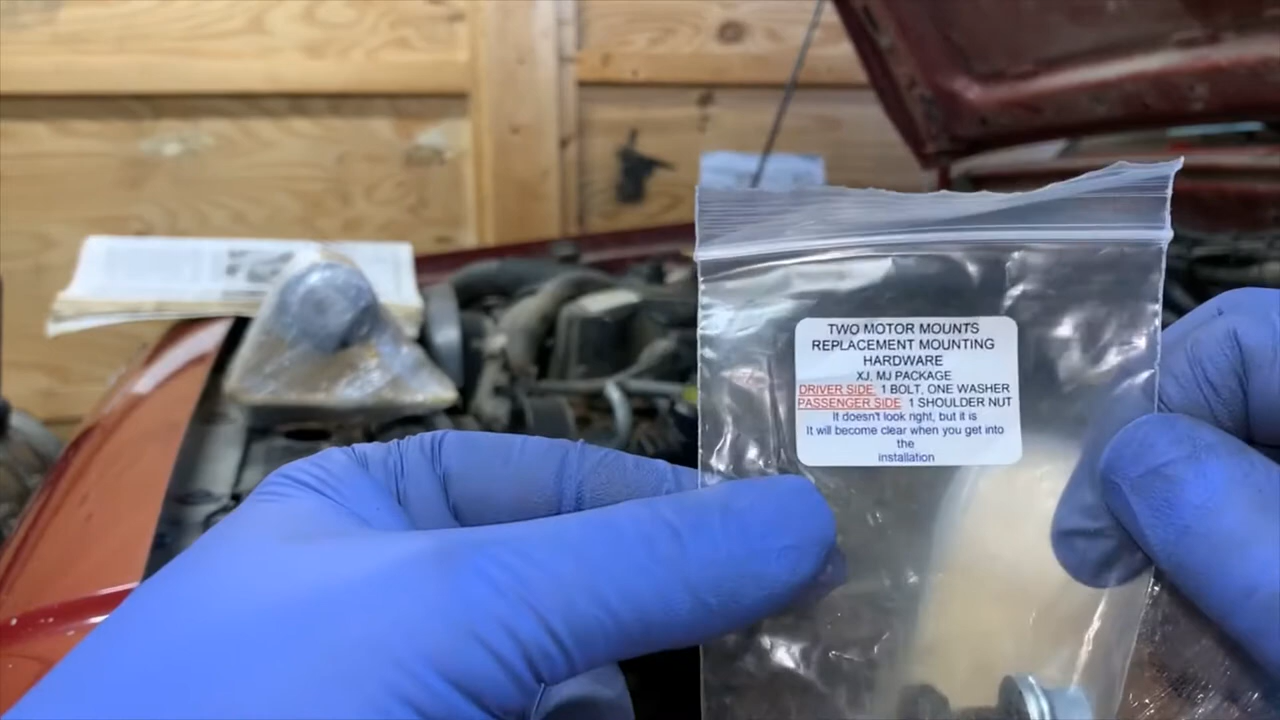 TWO MOTOR MOUNTS
REPLACEMENT MOUNTING
HARDWARE
XJ, MJ PACKAGE
DRIVER SIDE: 1 BOLT, ONE WASHER
PASSENGER SIDE: 1 SHOULDER NUT
It doesn't look right, but it is
It will become clear when you get into
the
installation